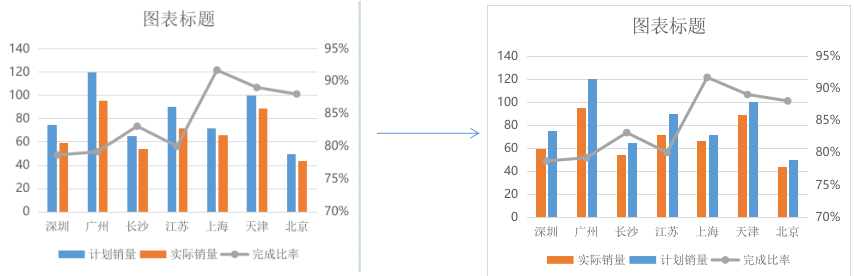 图表标题
140 95%
120 90%
100 85%
80
60 80%
40 75%
20
0 70%
深圳 广州 长沙 江苏 上海 天津 北京
计划销量 实际销量 完成比率
图表标题
140 95%
120 90%
100 85%
80
60 80%
40 75%
20
0 70%
深圳 广州 长沙 江苏 上海 天津 北京
实际销量 计划销量 完成比率